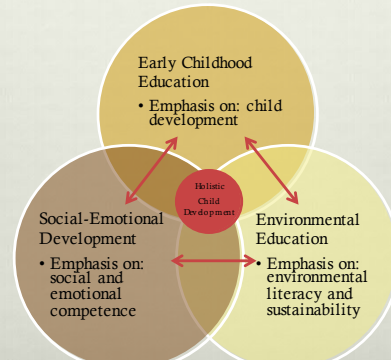 Early Childhood
Education
• Emphasis on: child
development
Holistic
Child
Development
Social-Emotional
Development
• Emphasis on:
social and
emotional
competence
Environmental
Education
• Emphasis on:
environmental
literacy and
sustainability